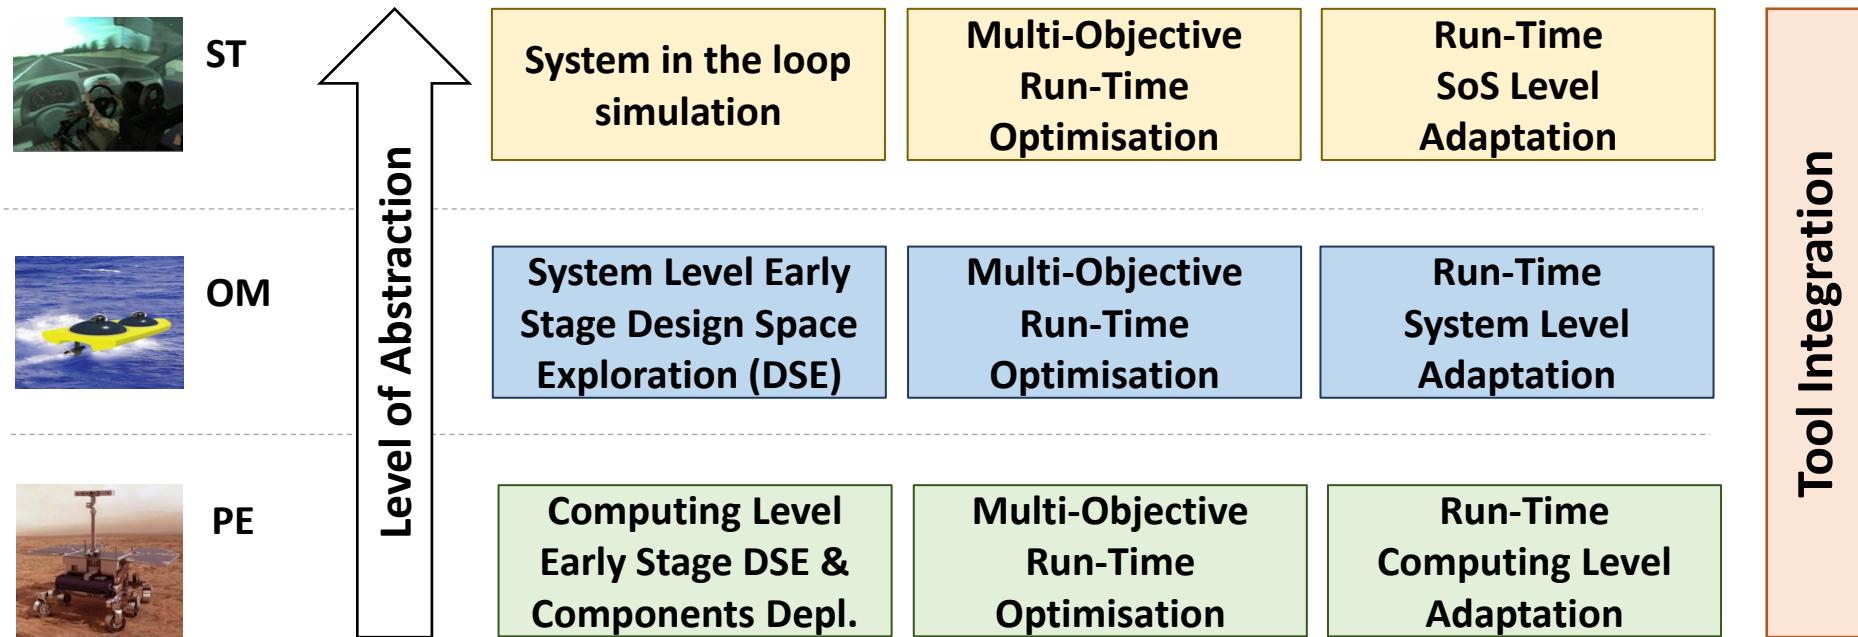 ST
System in the loop
simulation
Multi-Objective
Run-Time
Optimisation
Run-Time
SoS Level
Adaptation
Level of Abstraction
Tool Integration
OM
System Level Early
Stage Design Space
Exploration (DSE)
Multi-Objective
Run-Time
Optimisation
Run-Time
System Level
Adaptation
PE
Computing Level
Early Stage DSE &
Components Depl.
Multi-Objective
Run-Time
Optimisation
Run-Time
Computing Level
Adaptation